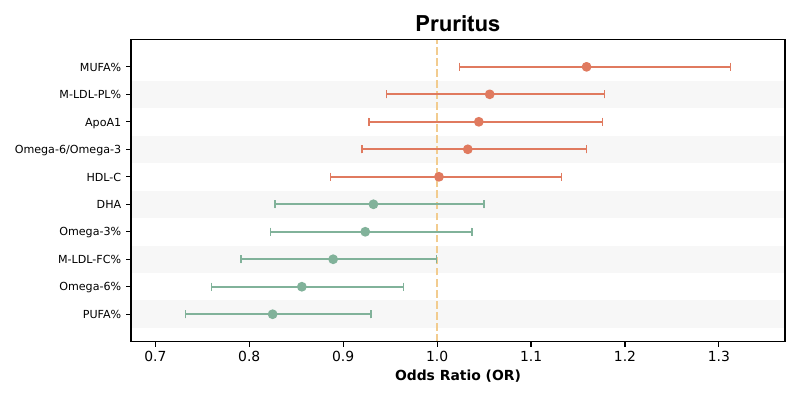 Pruritus
MUFA%
M-LDL-PL%
ApoA1
Omega-6/Omega-3
HDL-C
DHA
Omega-3%
M-LDL-FC%
Omega-6%
PUFA%
0.7 0.8 0.9 1.0 1.1 1.2 1.3
Odds Ratio (OR)